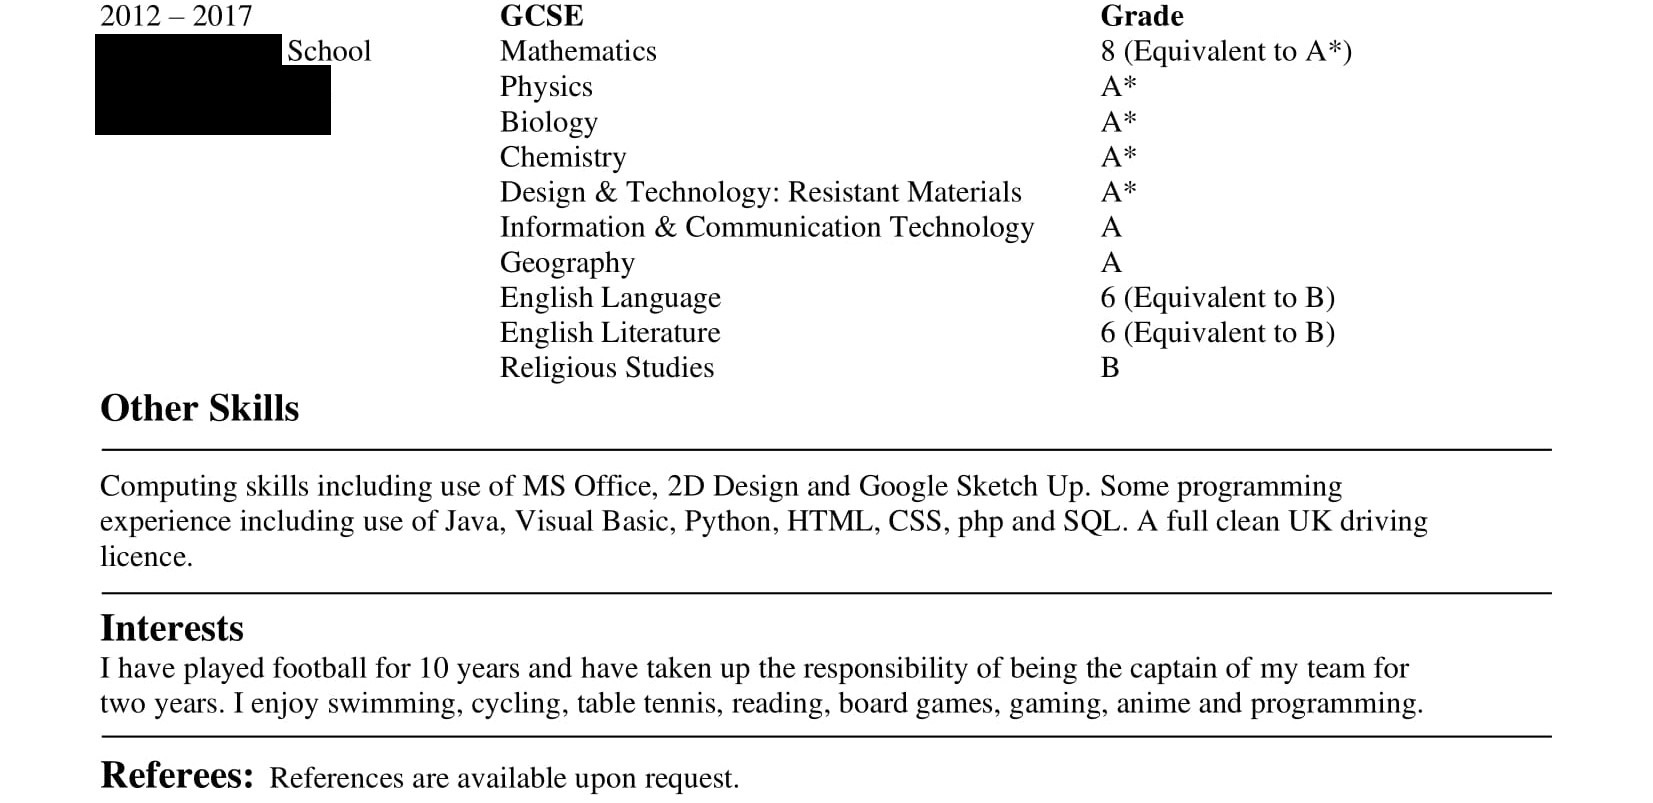 2012 – 2017 GCSE Grade
School Mathematics 8 (Equivalent to A*)
Physics A*
Biology A*
Chemistry A*
Design & Technology: Resistant Materials A*
Information & Communication Technology A
Geography A
English Language 6 (Equivalent to B)
English Literature 6 (Equivalent to B)
Religious Studies B
Other Skills
Computing skills including use of MS Office, 2D Design and Google Sketch Up. Some programming
experience including use of Java, Visual Basic, Python, HTML, CSS, php and SQL. A full clean UK driving
licence.
Interests
I have played football for 10 years and have taken up the responsibility of being the captain of my team for
two years. I enjoy swimming, cycling, table tennis, reading, board games, gaming, anime and programming.
Referees: References are available upon request.